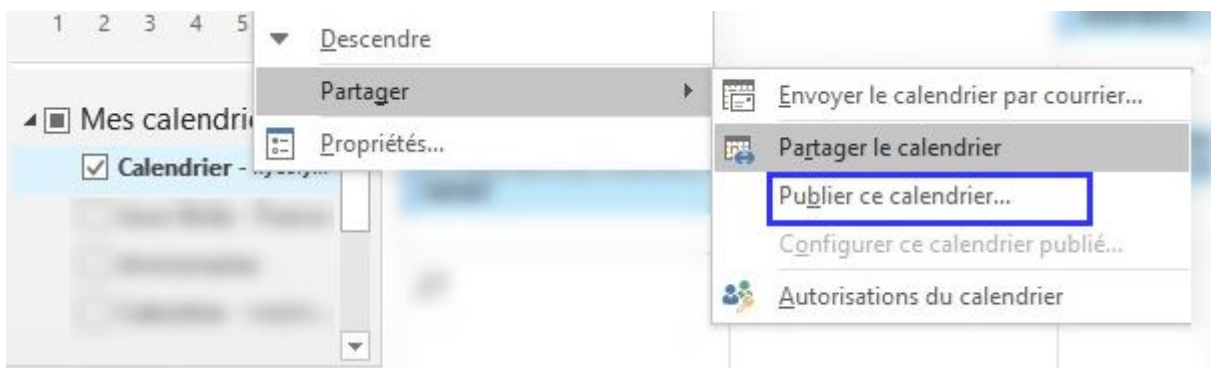 1 2 3 4 5
Descendre
Partager
Propriétés...
Mes calendri
Calendrier -
Envoyer le calendrier par courrier...
Partager le calendrier
Publier ce calendrier...
Configurer ce calendrier publié...
Autorisations du calendrier